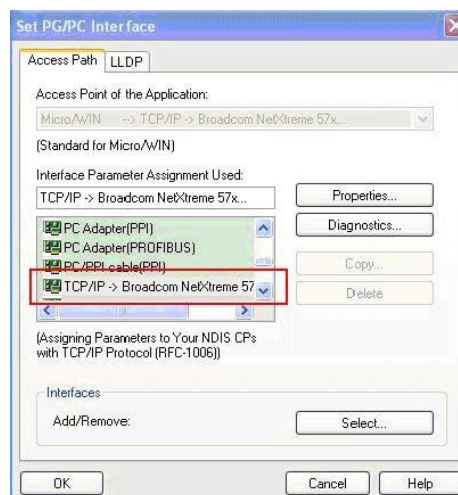 Set PG/PC Interface
Access Path
LLDP
Access Point of the Application:
Micro/WIN --> TCP/IP -> Broadcom NetXtreme 57x...
(Standard for Micro/WIN)
Interface Parameter Assignment Used:
TCP/IP -> Broadcom NetXtreme 57x...
Properties...
PC Adapter(PPI)
Diagnostics...
PC Adapter(PROFIBUS)
PC/PPI cable(PPI)
Copy...
TCP/IP -> Broadcom NetXtreme 57
Delete
(Assigning Parameters to Your NDIS CPs
with TCP/IP Protocol (RFC-1006))
Interfaces
Add/Remove:
Select...
OK
Cancel
Help